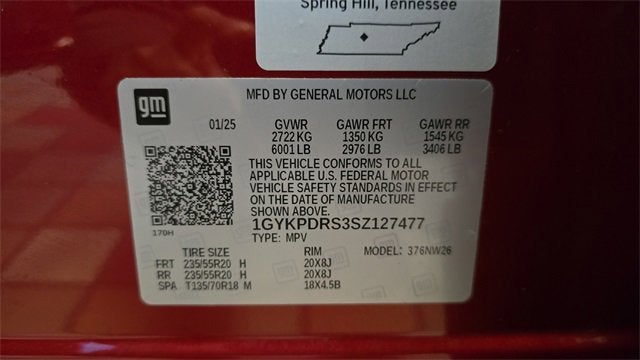 Spring Hill, Tennessee
gm
MFD BY GENERAL MOTORS LLC
01/25 GVWR GAWR FRT GAWR RR
2722 KG 1350 KG 1545 KG
6001 LB 2976 LB 3406 LB
THIS VEHICLE CONFORMS TO ALL
APPLICABLE U.S. FEDERAL MOTOR
VEHICLE SAFETY STANDARDS IN EFFECT
ON THE DATE OF MANUFACTURE
SHOWN ABOVE.
1GYKPDRS3SZ127477
170H
TYPE: MPV MODEL: 376NW26
TIRE SIZE RIM
FRT 235/55R20 H 20X8J
RR 235/55R20 H 20X8J
SPA T135/70R18 M 18X4.5B